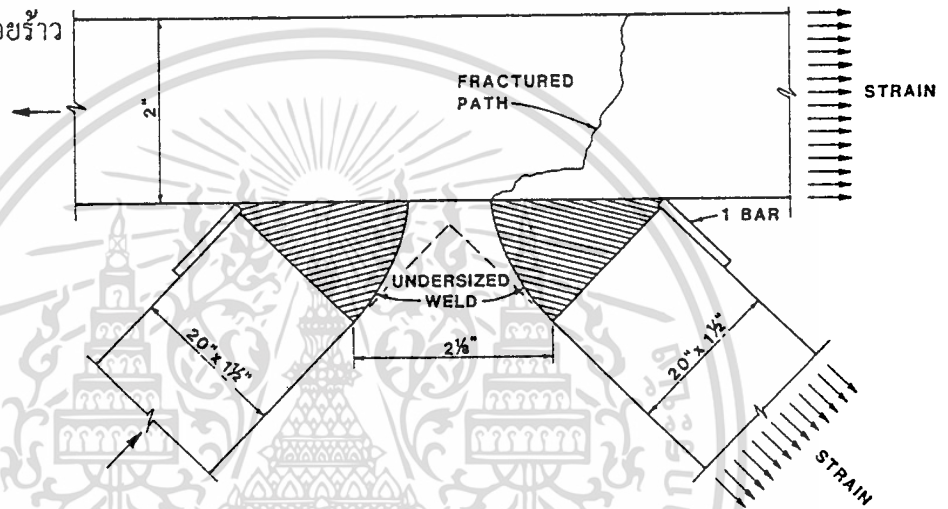 ยร้าว
2"
FRACTURED
PATH
STRAIN
1 BAR
UNDERSIZED
WELD
2⅛"
20" x 1½"
20" x 1½"
STRAIN